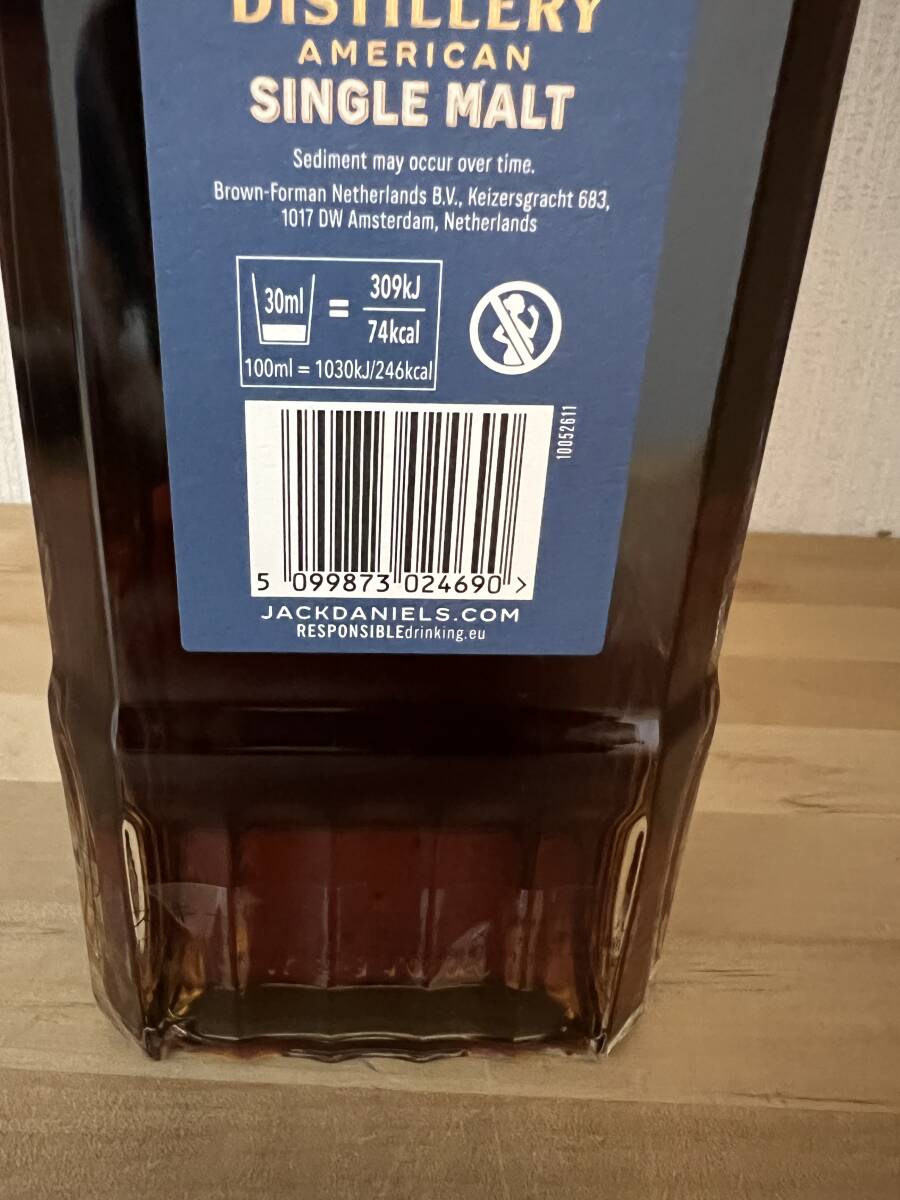 DISTILLERY
AMERICAN
SINGLE MALT
Sediment may occur over time.
Brown-Forman Netherlands B.V., Keizersgracht 683,
1017 DW Amsterdam, Netherlands
30ml = 309kJ
74kcal
100ml = 1030kJ/246kcal
10052611
5 099873 024690 >
JACKDANIELS.COM
RESPONSIBLEdrinking.eu